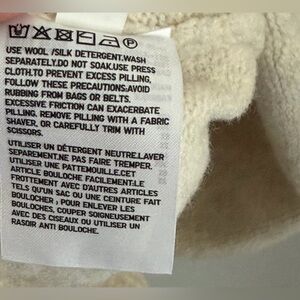 USE WOOL /SILK DETERGENT.WASH
SEPARATELY.DO NOT SOAK.USE PRESS
CLOTH.TO PREVENT EXCESS PILLING,
FOLLOW THESE PRECAUTIONS:AVOID
RUBBING FROM BAGS OR BELTS.
EXCESSIVE FRICTION CAN EXACERBATE
PILLING. REMOVE PILLING WITH A FABRIC
SHAVER, OR CAREFULLY TRIM WITH
SCISSORS.
UTILISER UN DÉTERGENT NEUTRE.LAVER
SÉPAREMENT.NE PAS FAIRE TREMPER.
UTILISER UNE PATTEMOUILLE.CET
ARTICLE BOULOCHE FACILEMENT.LE
FROTTEMENT AVEC D'AUTRES ARTICLES
TELS QU'UN SAC OU UNE CEINTURE PEUT
BOULOCHER ; POUR ENLEVER LES
BOULOCHES, COUPER SOIGNEUSEMENT
AVEC DES CISEAUX OU UTILISER UN
RASOIR ANTI BOULOCHE.